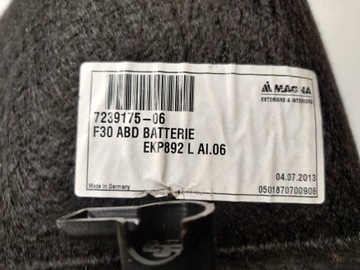 MAGNA
EXTERIORS & INTERIORS
7239175-06
F30 ABD BATTERIE
EKP892 L AI.06
04.07.2013
Made in Germany
0501870700906